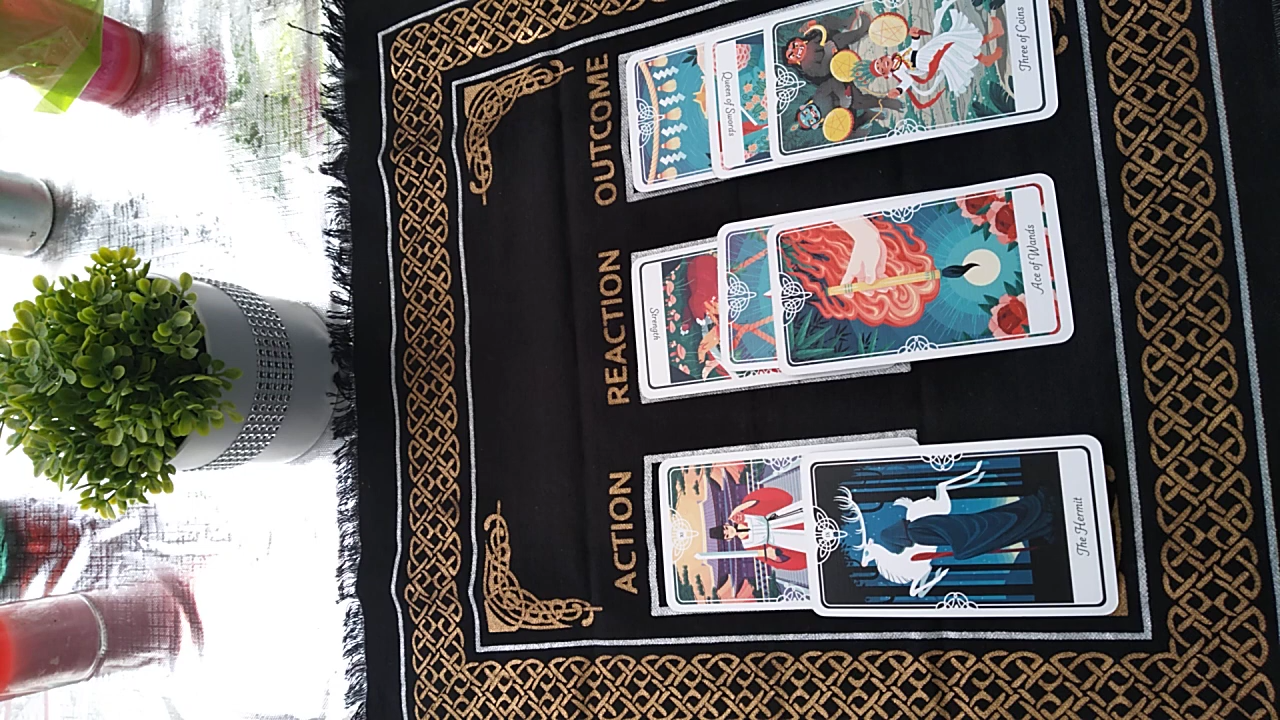 ACTION
REACTION
OUTCOME
The Hermit
Strength
Ace of Wands
Queen of Swords
Three of Coins